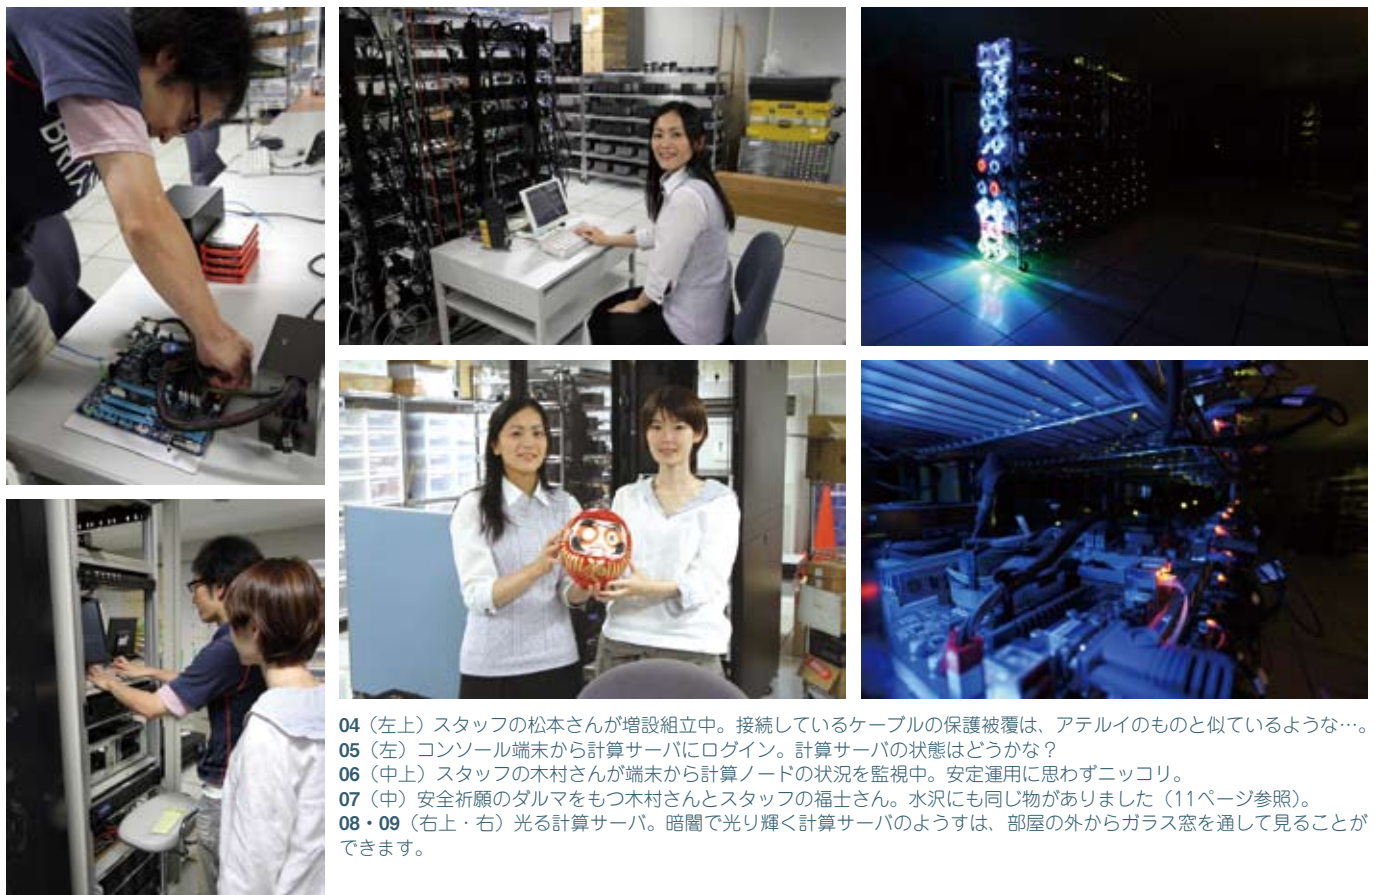 BRIX
04（左上）スタッフの松本さんが増設組立中。接続しているケーブルの保護被覆は、アテルイのものと似ているような…。
05（左）コンソール端末から計算サーバにログイン。計算サーバの状態はどうかな？
06（中上）スタッフの木村さんが端末から計算ノードの状況を監視中。安定運用に思わずニッコリ。
07（中）安全祈願のダルマをもつ木村さんとスタッフの福士さん。水沢にも同じ物がありました（11ページ参照）。
08・09（右上・右）光る計算サーバ。暗闇で光り輝く計算サーバのようすは、部屋の外からガラス窓を通して見ることが
できます。